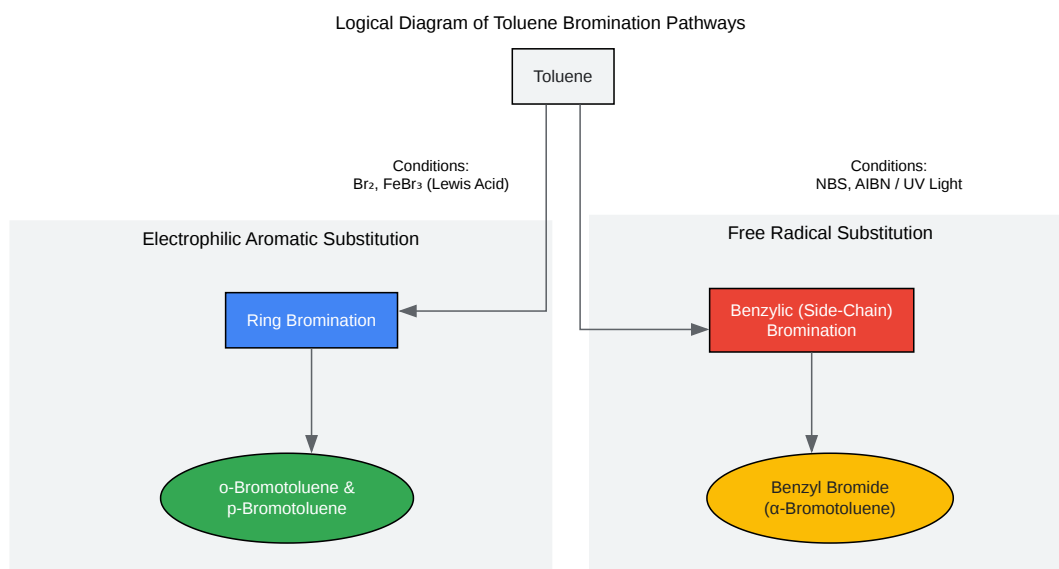 Logical Diagram of Toluene Bromination Pathways
Toluene
Conditions:
Br₂, FeBr₃ (Lewis Acid)
Conditions:
NBS, AIBN / UV Light
Electrophilic Aromatic Substitution
Free Radical Substitution
Ring Bromination
Benzylic (Side-Chain)
Bromination
o-Bromotoluene &
p-Bromotoluene
Benzyl Bromide
(α-Bromotoluene)